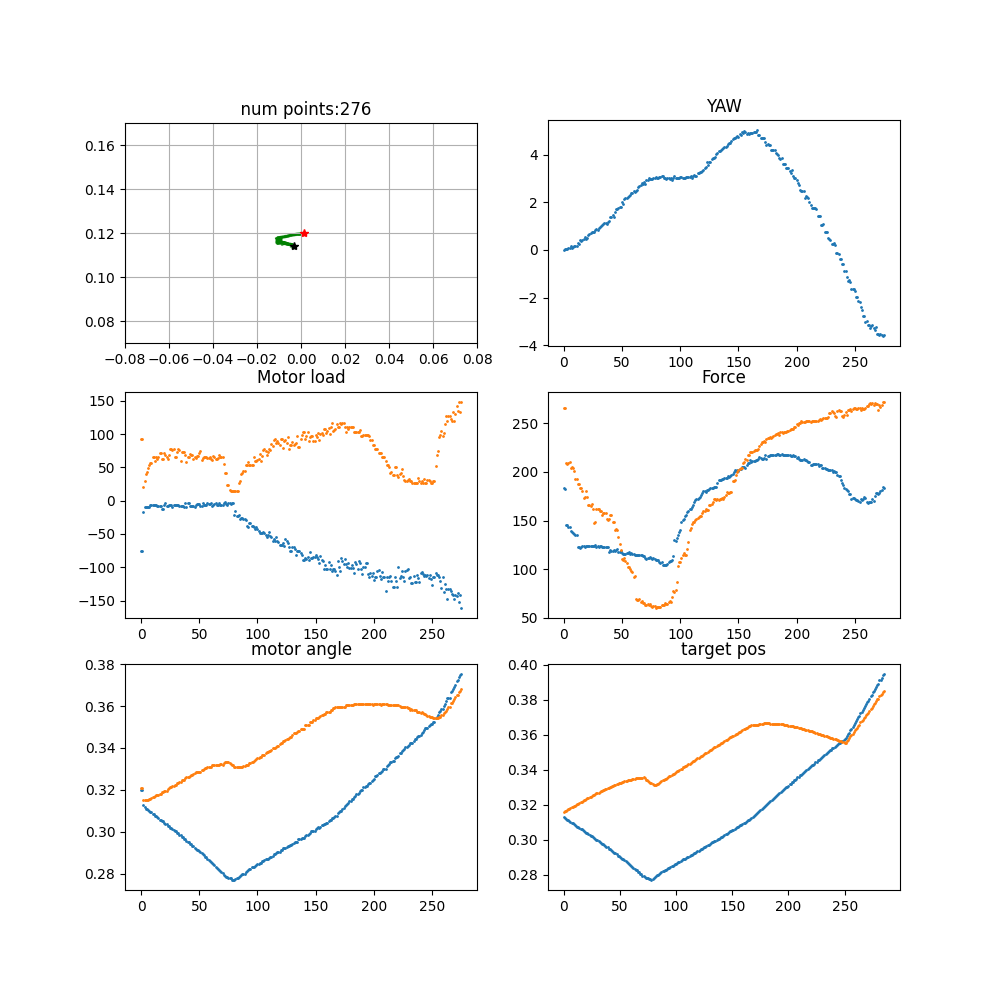 num points:276
YAW
0.16
0.14
0.12
0.10
0.08
−0.08 −0.06 −0.04 −0.02 0.00 0.02 0.04 0.06 0.08
4
2
0
−2
−4
0 50 100 150 200 250
Motor load
Force
150
100
50
0
−50
−100
−150
0 50 100 150 200 250
250
200
150
100
50
0 50 100 150 200 250
motor angle
target pos
0.38
0.36
0.34
0.32
0.30
0.28
0 50 100 150 200 250
0.40
0.38
0.36
0.34
0.32
0.30
0.28
0 50 100 150 200 250